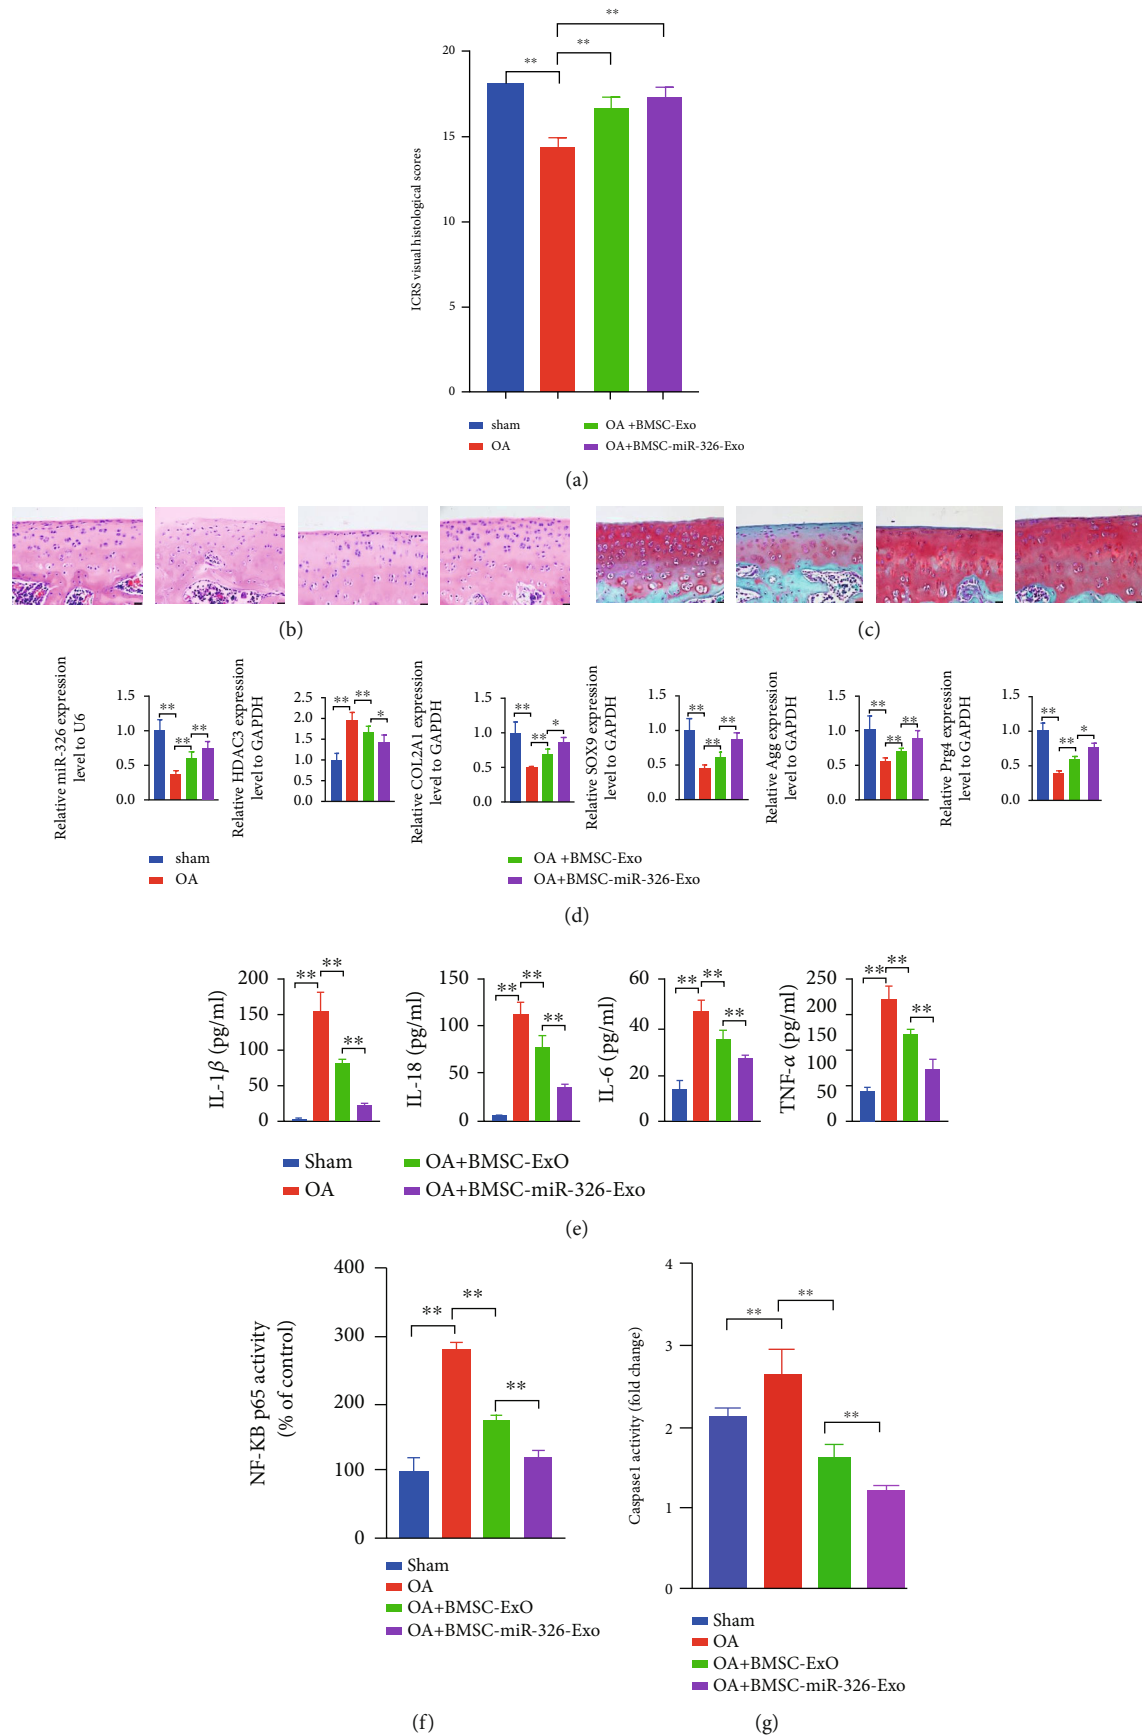 **
**
**
20
15
10
5
0
ICRS visual histological scores
sham
OA
OA +BMSC-Exo
OA+BMSC-miR-326-Exo
(a)
(b)
(c)
Relative miR-326 expression
level to U6
1.5
1.0
0.5
0.0
**
**
**
Relative HDAC3 expression
level to GAPDH
2.5
2.0
1.5
1.0
0.5
0.0
**
**
*
Relative COL2A1 expression
level to GAPDH
1.5
1.0
0.5
0.0
**
**
*
Relative SOX9 expression
level to GAPDH
1.5
1.0
0.5
0.0
**
**
**
Relative Agg expression
level to GAPDH
1.5
1.0
0.5
0.0
**
**
**
Relative Prg4 expression
level to GAPDH
1.5
1.0
0.5
0.0
**
**
*
sham
OA
OA +BMSC-Exo
OA+BMSC-miR-326-Exo
(d)
IL-1β (pg/ml)
200
150
100
50
0
**
**
**
IL-18 (pg/ml)
150
100
50
0
**
**
**
IL-6 (pg/ml)
60
40
20
0
**
**
**
TNF-α (pg/ml)
250
200
150
100
50
0
**
**
**
Sham
OA
OA+BMSC-ExO
OA+BMSC-miR-326-Exo
(e)
NF-KB p65 activity
(% of control)
400
300
200
100
0
**
**
**
Sham
OA
OA+BMSC-ExO
OA+BMSC-miR-326-Exo
(f)
Caspase1 activity (fold change)
4
3
2
1
0
**
**
**
Sham
OA
OA+BMSC-ExO
OA+BMSC-miR-326-Exo
(g)